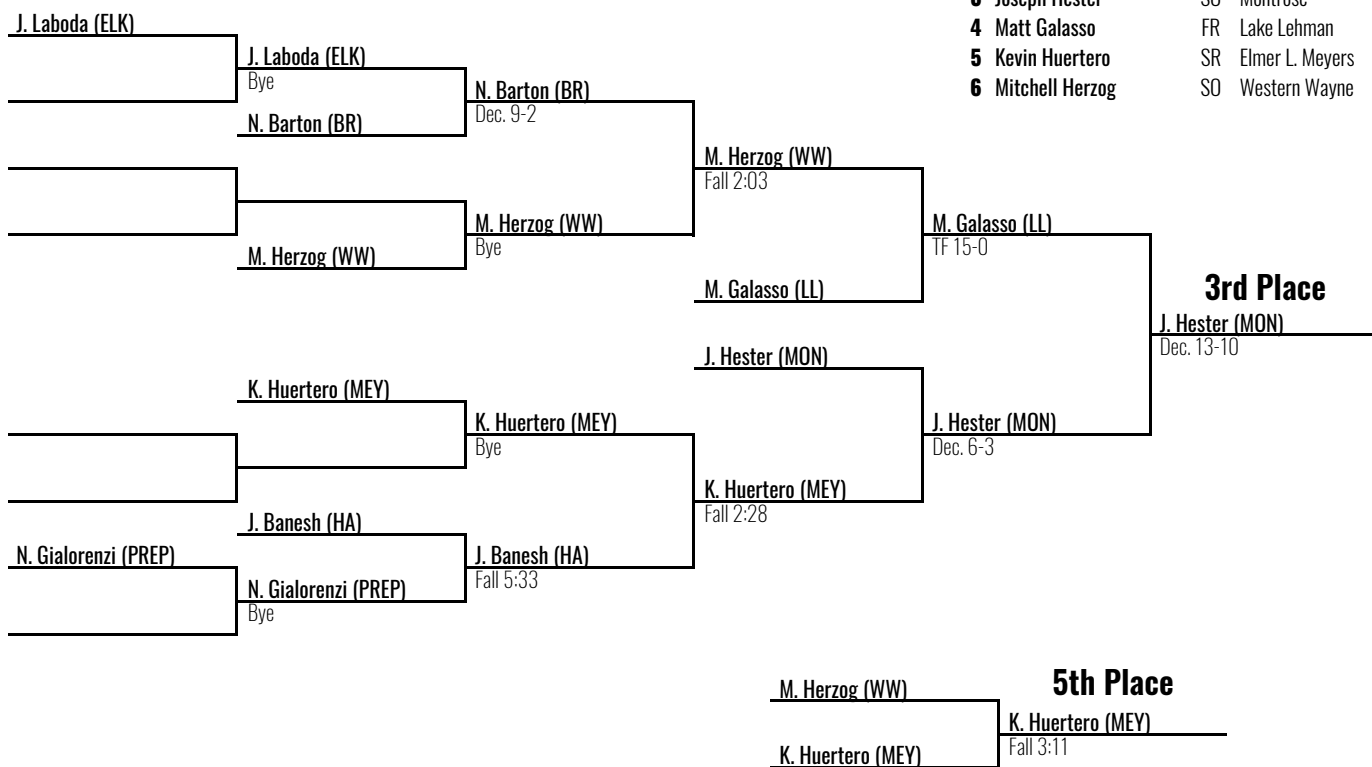 3 Joseph Hester SO Montrose
4 Matt Galasso FR Lake Lehman
5 Kevin Huertero SR Elmer L. Meyers
6 Mitchell Herzog SO Western Wayne
J. Laboda (ELK)
J. Laboda (ELK)
Bye
N. Barton (BR)
N. Barton (BR)
Dec. 9-2
M. Herzog (WW)
M. Herzog (WW)
Bye
M. Herzog (WW)
Fall 2:03
M. Galasso (LL)
M. Galasso (LL)
TF 15-0
3rd Place
J. Hester (MON)
Dec. 13-10
J. Hester (MON)
J. Hester (MON)
Dec. 6-3
K. Huertero (MEY)
K. Huertero (MEY)
Bye
K. Huertero (MEY)
Fall 2:28
J. Banesh (HA)
J. Banesh (HA)
Fall 5:33
N. Gialorenzi (PREP)
N. Gialorenzi (PREP)
Bye
5th Place
M. Herzog (WW)
K. Huertero (MEY)
Fall 3:11
K. Huertero (MEY)